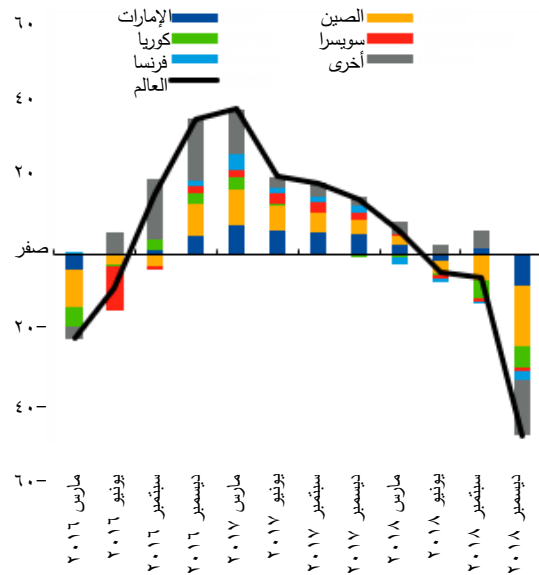 الإمارات
كوريا
فرنسا
العالم
الصين
سويسرا
أخرى
٦٠
٤٠
٢٠
صفر
٢٠-
٤٠-
٦٠-
مارس ٢٠١٦
يونيو ٢٠١٦
سبتمبر ٢٠١٦
ديسمبر ٢٠١٦
مارس ٢٠١٧
يونيو ٢٠١٧
سبتمبر ٢٠١٧
ديسمبر ٢٠١٧
مارس ٢٠١٨
يونيو ٢٠١٨
سبتمبر ٢٠١٨
ديسمبر ٢٠١٨